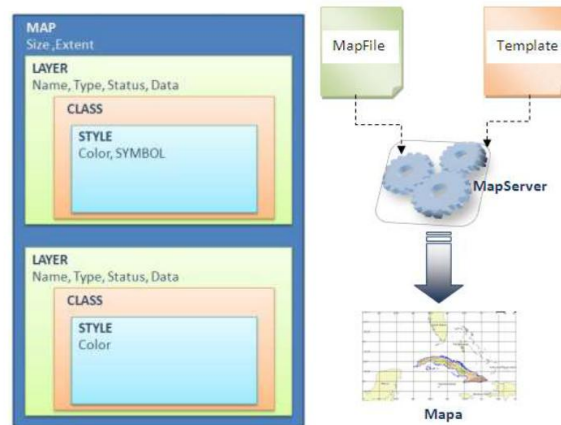 MAP
Size ,Extent
LAYER
Name, Type, Status, Data
CLASS
STYLE
Color, SYMBOL
LAYER
Name, Type, Status, Data
CLASS
STYLE
Color
MapFile
Template
MapServer
Mapa